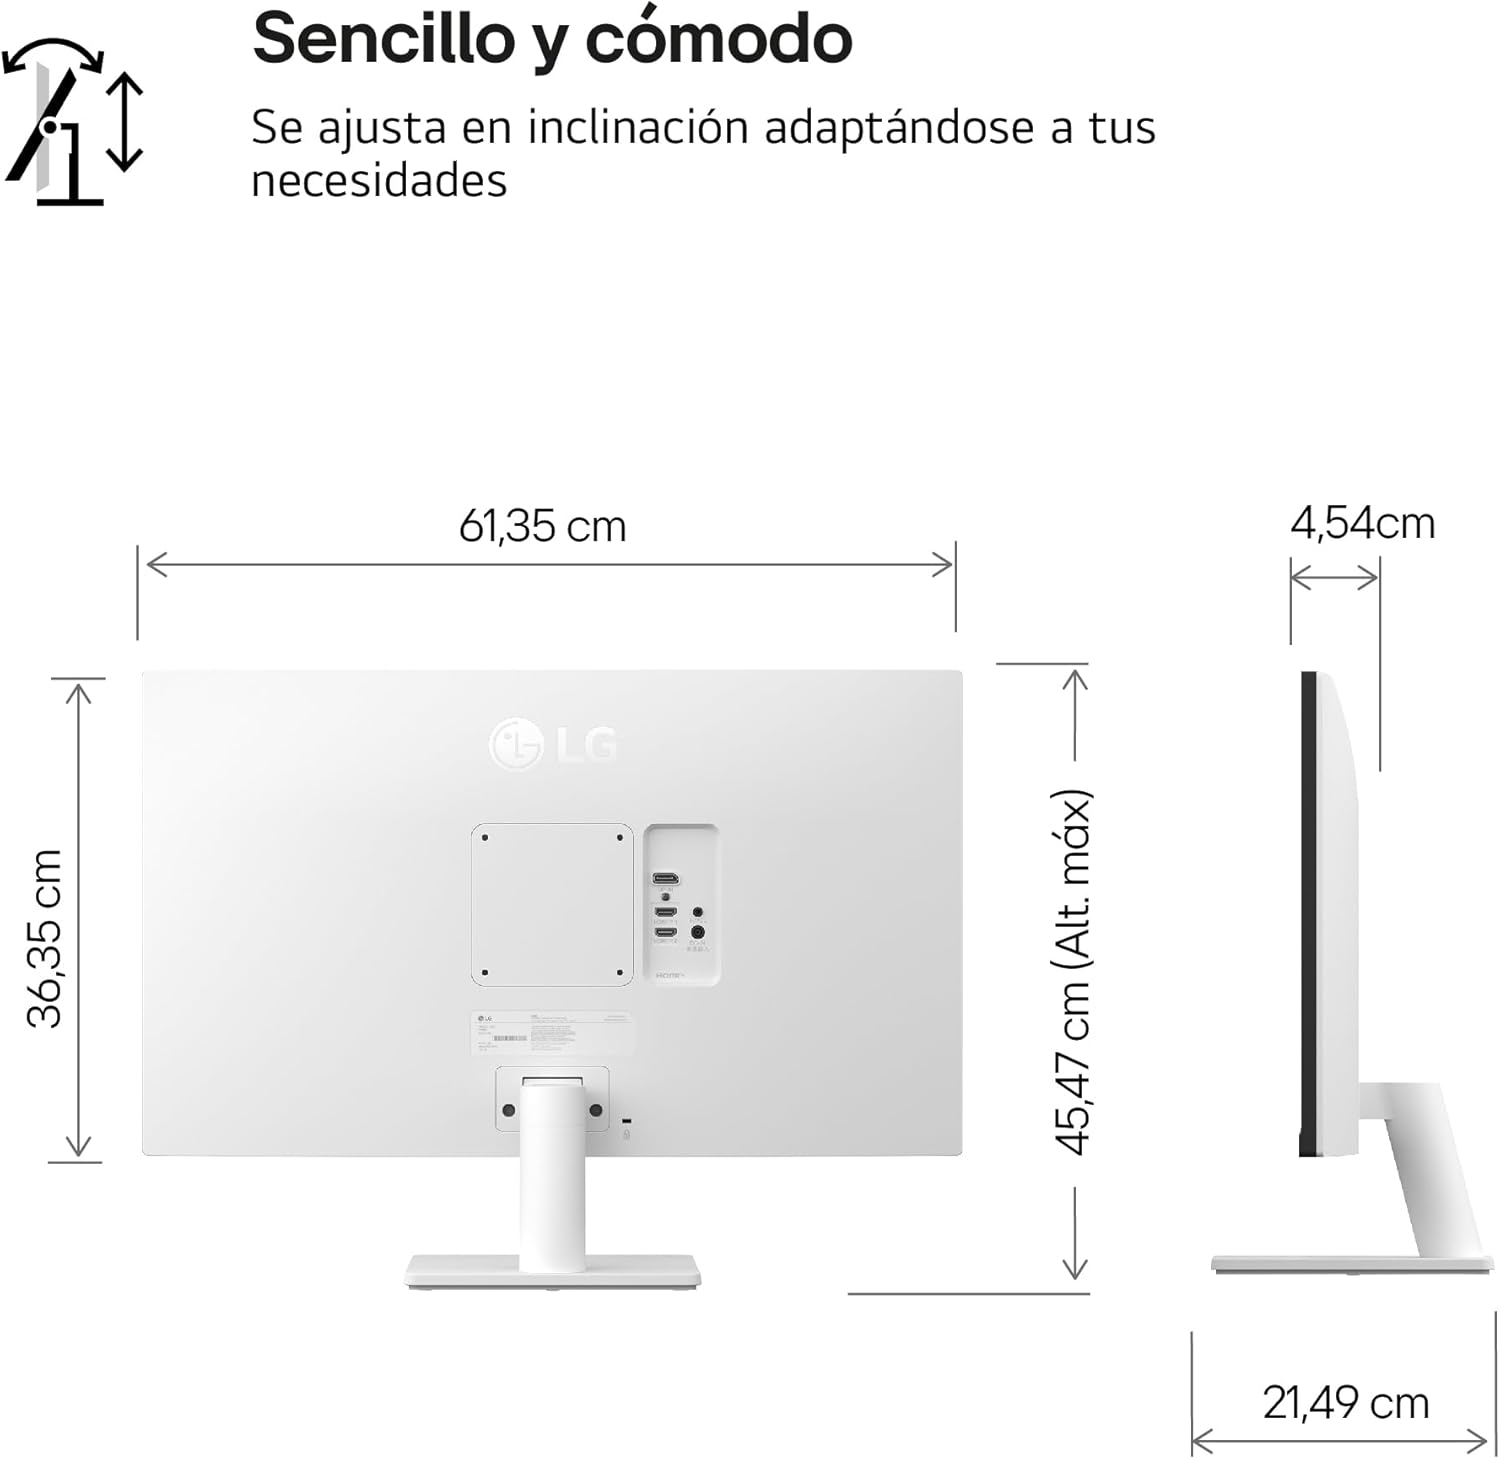 Sencillo y cómodo
Se ajusta en inclinación adaptándose a tus
necesidades
61,35 cm
4,54cm
LG
36,35 cm
45,47 cm (Alt. máx)
LG
21,49 cm